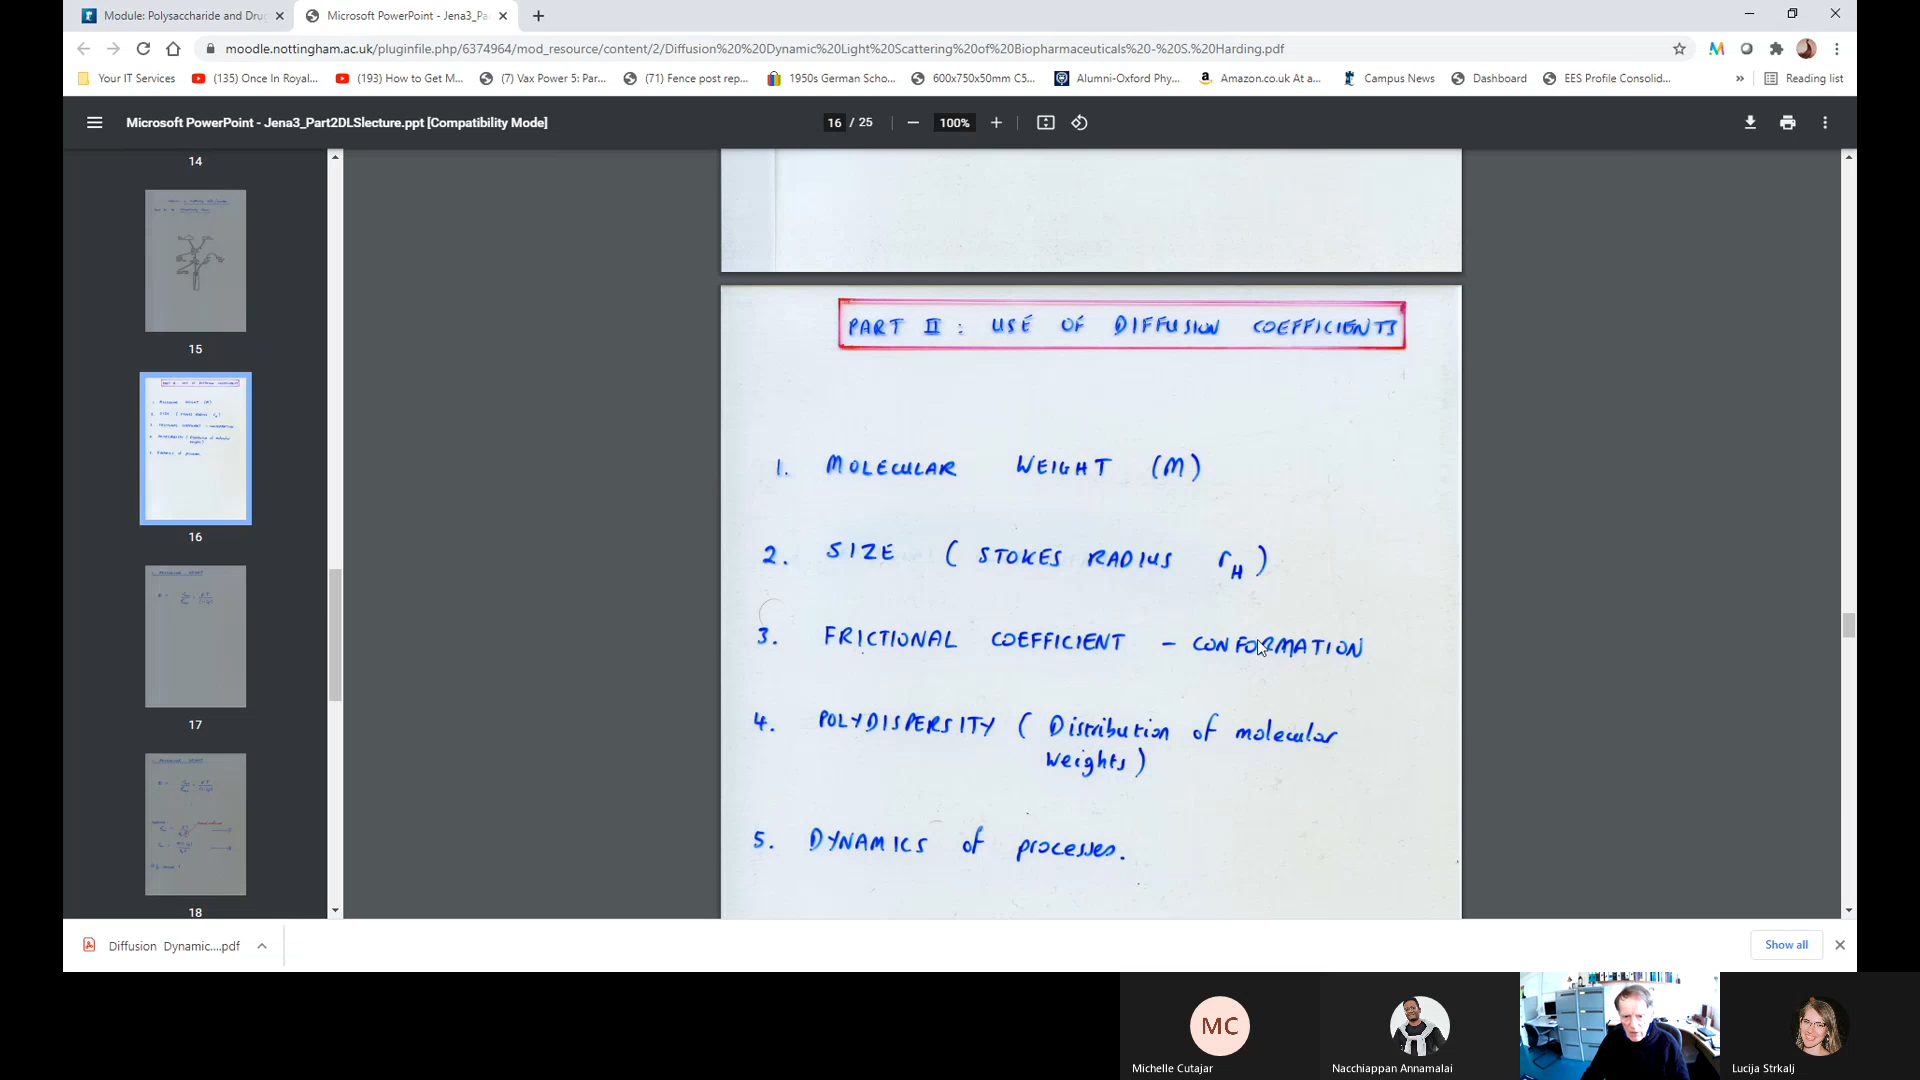 Module: Polysaccharide and Dru
Microsoft PowerPoint - Jena3_Pa
moodle.nottingham.ac.uk/pluginfile.php/6374964/mod_resource/content/2/Diffusion%20%20Dynamic%20Light%20Scattering%20of%20Biopharmaceuticals%20-%20S.%20Harding.pdf
Your IT Services
(135) Once In Royal...
(193) How to Get M...
(7) Vax Power 5: Par...
(71) Fence post rep...
1950s German Scho...
600x750x50mm C5...
Alumni-Oxford Phy...
Amazon.co.uk At a...
Campus News
Dashboard
EES Profile Consolid...
»
Reading list
Microsoft PowerPoint - Jena3_Part2DLSlecture.ppt [Compatibility Mode]
16 / 25
100%
14
15
16
17
18
PART II : USE OF DIFFUSION COEFFICIENTS
1. MOLECULAR WEIGHT (M)
2. SIZE ( STOKES RADIUS rH )
3. FRICTIONAL COEFFICIENT - CONFORMATION
4. POLYDISPERSITY ( Distribution of molecular
weights )
5. DYNAMICS of processes.
Diffusion Dynamic....pdf
Show all
MC
Michelle Cutajar
Nacchiappan Annamalai
Lucija Strkalj